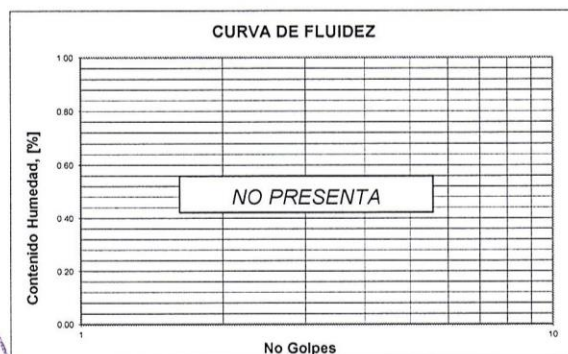 CURVA DE FLUIDEZ
Contenido Humedad, [%]
1.00
0.80
0.60
0.40
0.20
0.00
NO PRESENTA
1
10
No Golpes